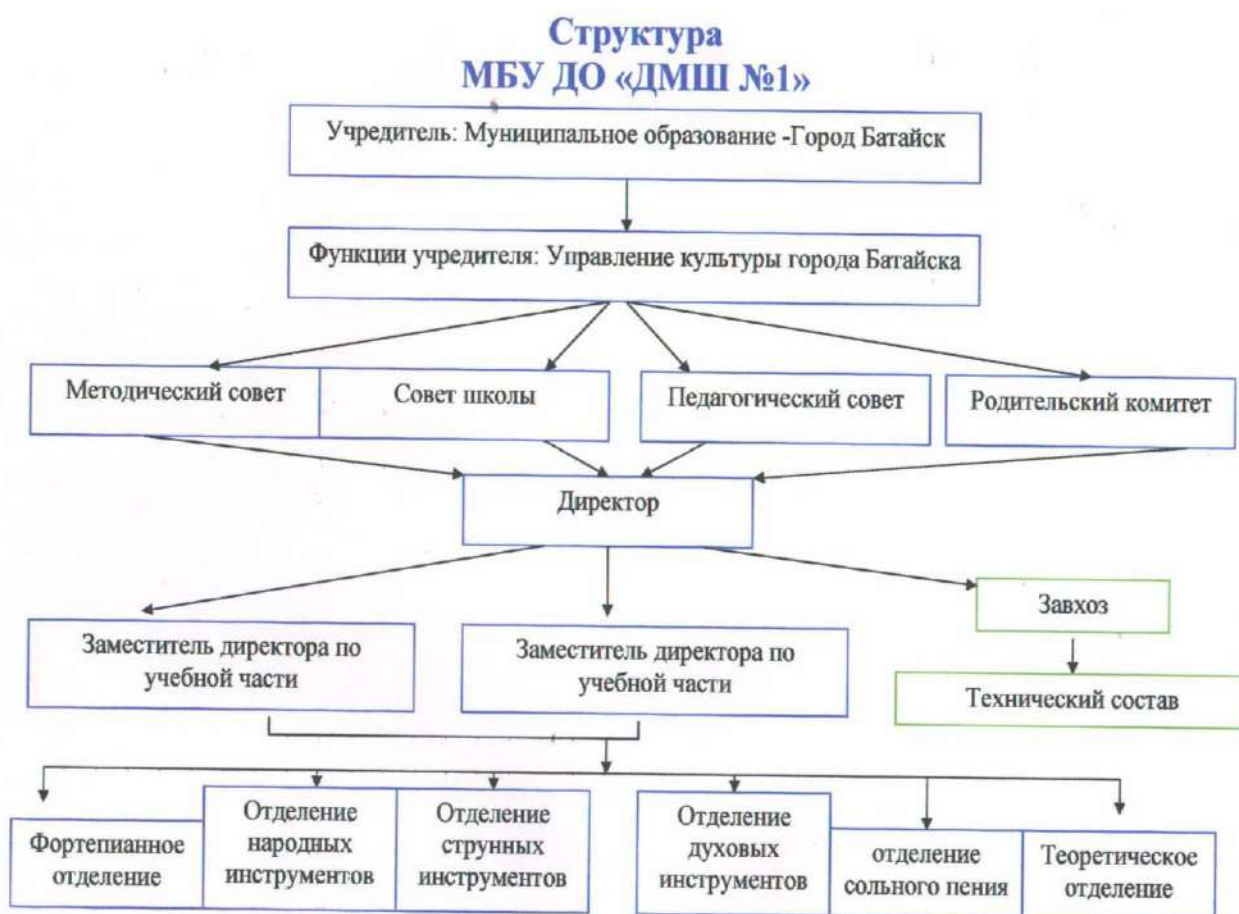 Структура
МБУ ДО «ДМШ №1»
Учредитель: Муниципальное образование -Город Батайск
Функции учредителя: Управление культуры города Батайска
Методический совет
Совет школы
Педагогический совет
Родительский комитет
Директор
Завхоз
Заместитель директора по
учебной части
Заместитель директора по
учебной части
Технический состав
Фортепианное
отделение
Отделение
народных
инструментов
Отделение
струнных
инструментов
Отделение
духовых
инструментов
отделение
сольного пения
Теоретическое
отделение